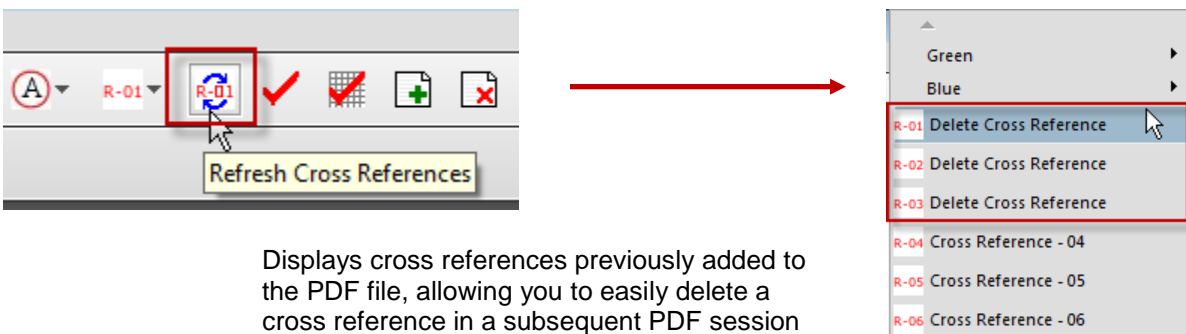 A
R-01
R-01
Refresh Cross References
Green
Blue
R-01 Delete Cross Reference
R-02 Delete Cross Reference
R-03 Delete Cross Reference
R-04 Cross Reference - 04
R-05 Cross Reference - 05
R-06 Cross Reference - 06
Displays cross references previously added to
the PDF file, allowing you to easily delete a
cross reference in a subsequent PDF session